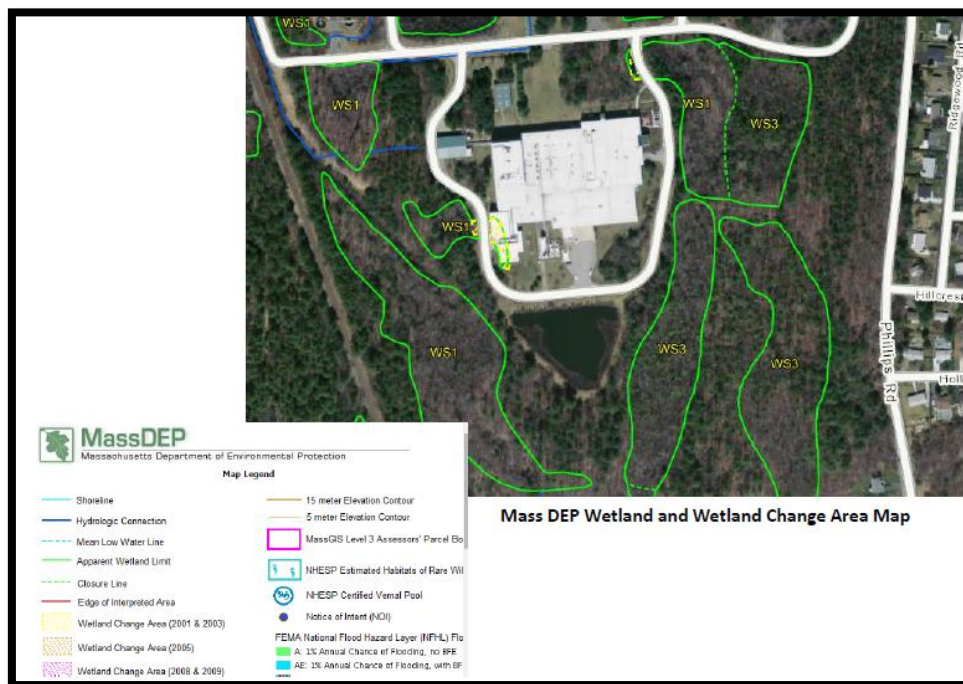 WS1
WS1
WS1
WS3
Ridgewood Rd
WS1
WS1
WS3
WS3
Phillips Rd
Hillcres
Holl
MassDEP
Massachusetts Department of Environmental Protection
Map Legend
Shoreline
Hydrologic Connection
Mean Low Water Line
Apparent Wetland Limit
Closure Line
Edge of Interpreted Area
Wetland Change Area (2001 & 2003)
Wetland Change Area (2005)
Wetland Change Area (2008 & 2009)
15 meter Elevation Contour
5 meter Elevation Contour
MassGIS Level 3 Assessors' Parcel Bo
NHESP Estimated Habitats of Rare Wil
NHESP Certified Vernal Pool
Notice of Intent (NOI)
FEMA National Flood Hazard Layer (NFHL) Flo
A: 1% Annual Chance of Flooding, no BFE
AE: 1% Annual Chance of Flooding, with BF
Mass DEP Wetland and Wetland Change Area Map